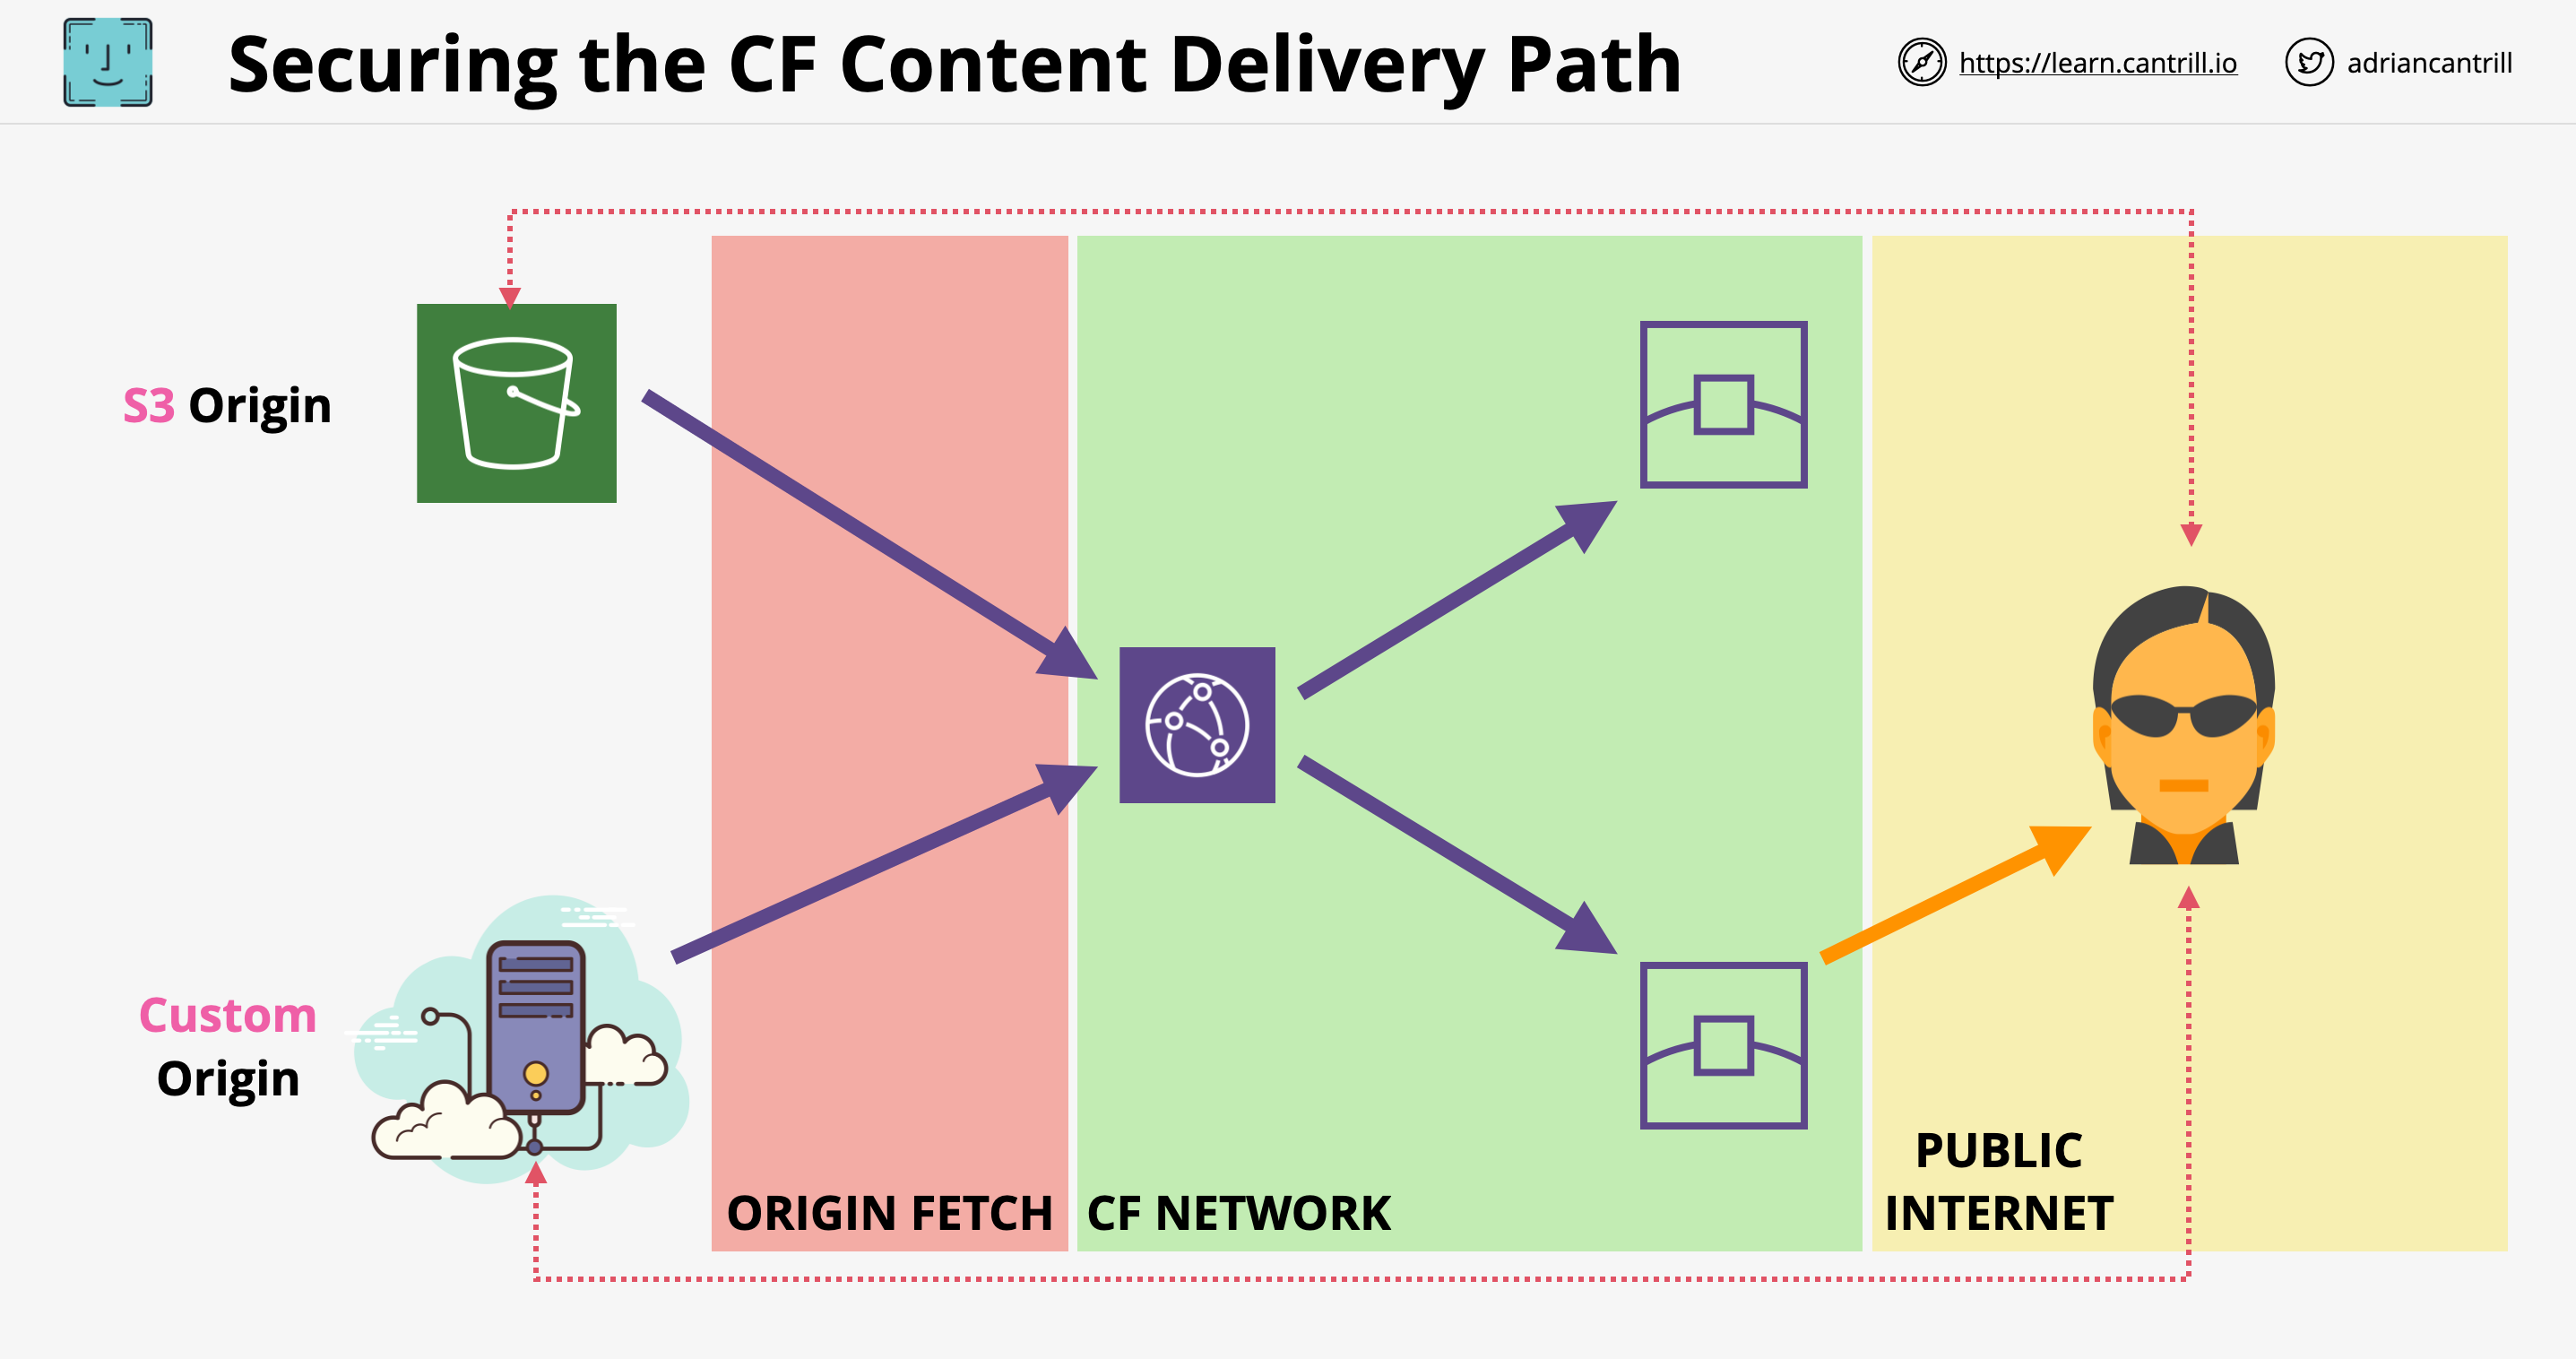 Securing the CF Content Delivery Path
https://learn.cantrill.io
adriancantrill
S3 Origin
Custom
Origin
ORIGIN FETCH
CF NETWORK
PUBLIC
INTERNET